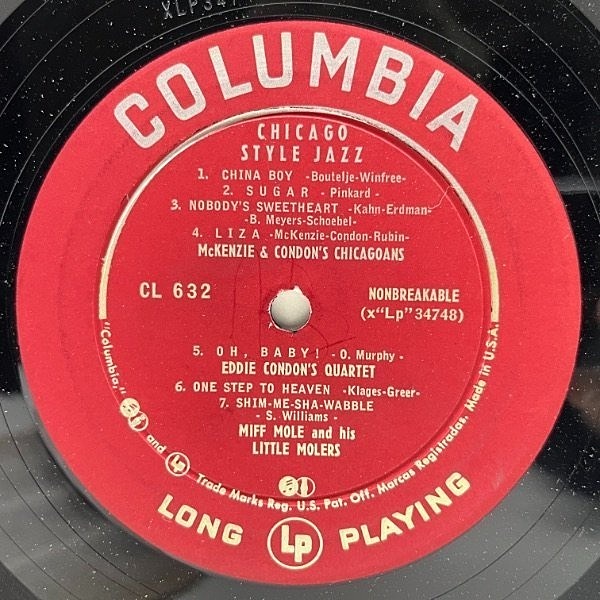 XLP347
COLUMBIA
CHICAGO
STYLE JAZZ
1. CHINA BOY -Boutelje-Winfree-
2. SUGAR - Pinkard -
3. NOBODY'S SWEETHEART -Kahn-Erdman-
- B. Meyers-Schoebel-
4. LIZA -McKenzie-Condon-Rubin-
McKENZIE & CONDON'S CHICAGOANS
CL 632
NONBREAKABLE
(x"Lp"34748)
5. OH, BABY! - O. Murphy -
EDDIE CONDON'S QUARTET
6. ONE STEP TO HEAVEN -Klages-Greer-
7. SHIM-ME-SHA-WABBLE
- S. Williams -
MIFF MOLE and his
LITTLE MOLERS
"Columbia," and Lp Trade Marks Reg. U.S. Pat. Off. Marcas Registradas. Made in U.S.A.
LONG Lp PLAYING